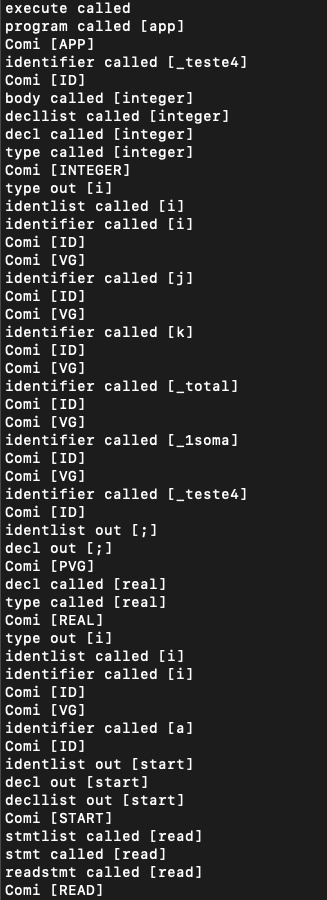 execute called
program called [app]
Comi [APP]
identifier called [_teste4]
Comi [ID]
body called [integer]
decllist called [integer]
decl called [integer]
type called [integer]
Comi [INTEGER]
type out [i]
identlist called [i]
identifier called [i]
Comi [ID]
Comi [VG]
identifier called [j]
Comi [ID]
Comi [VG]
identifier called [k]
Comi [ID]
Comi [VG]
identifier called [_total]
Comi [ID]
Comi [VG]
identifier called [_1soma]
Comi [ID]
Comi [VG]
identifier called [_teste4]
Comi [ID]
identlist out [;]
decl out [;]
Comi [PVG]
decl called [real]
type called [real]
Comi [REAL]
type out [i]
identlist called [i]
identifier called [i]
Comi [ID]
Comi [VG]
identifier called [a]
Comi [ID]
identlist out [start]
decl out [start]
decllist out [start]
Comi [START]
stmtlist called [read]
stmt called [read]
readstmt called [read]
Comi [READ]